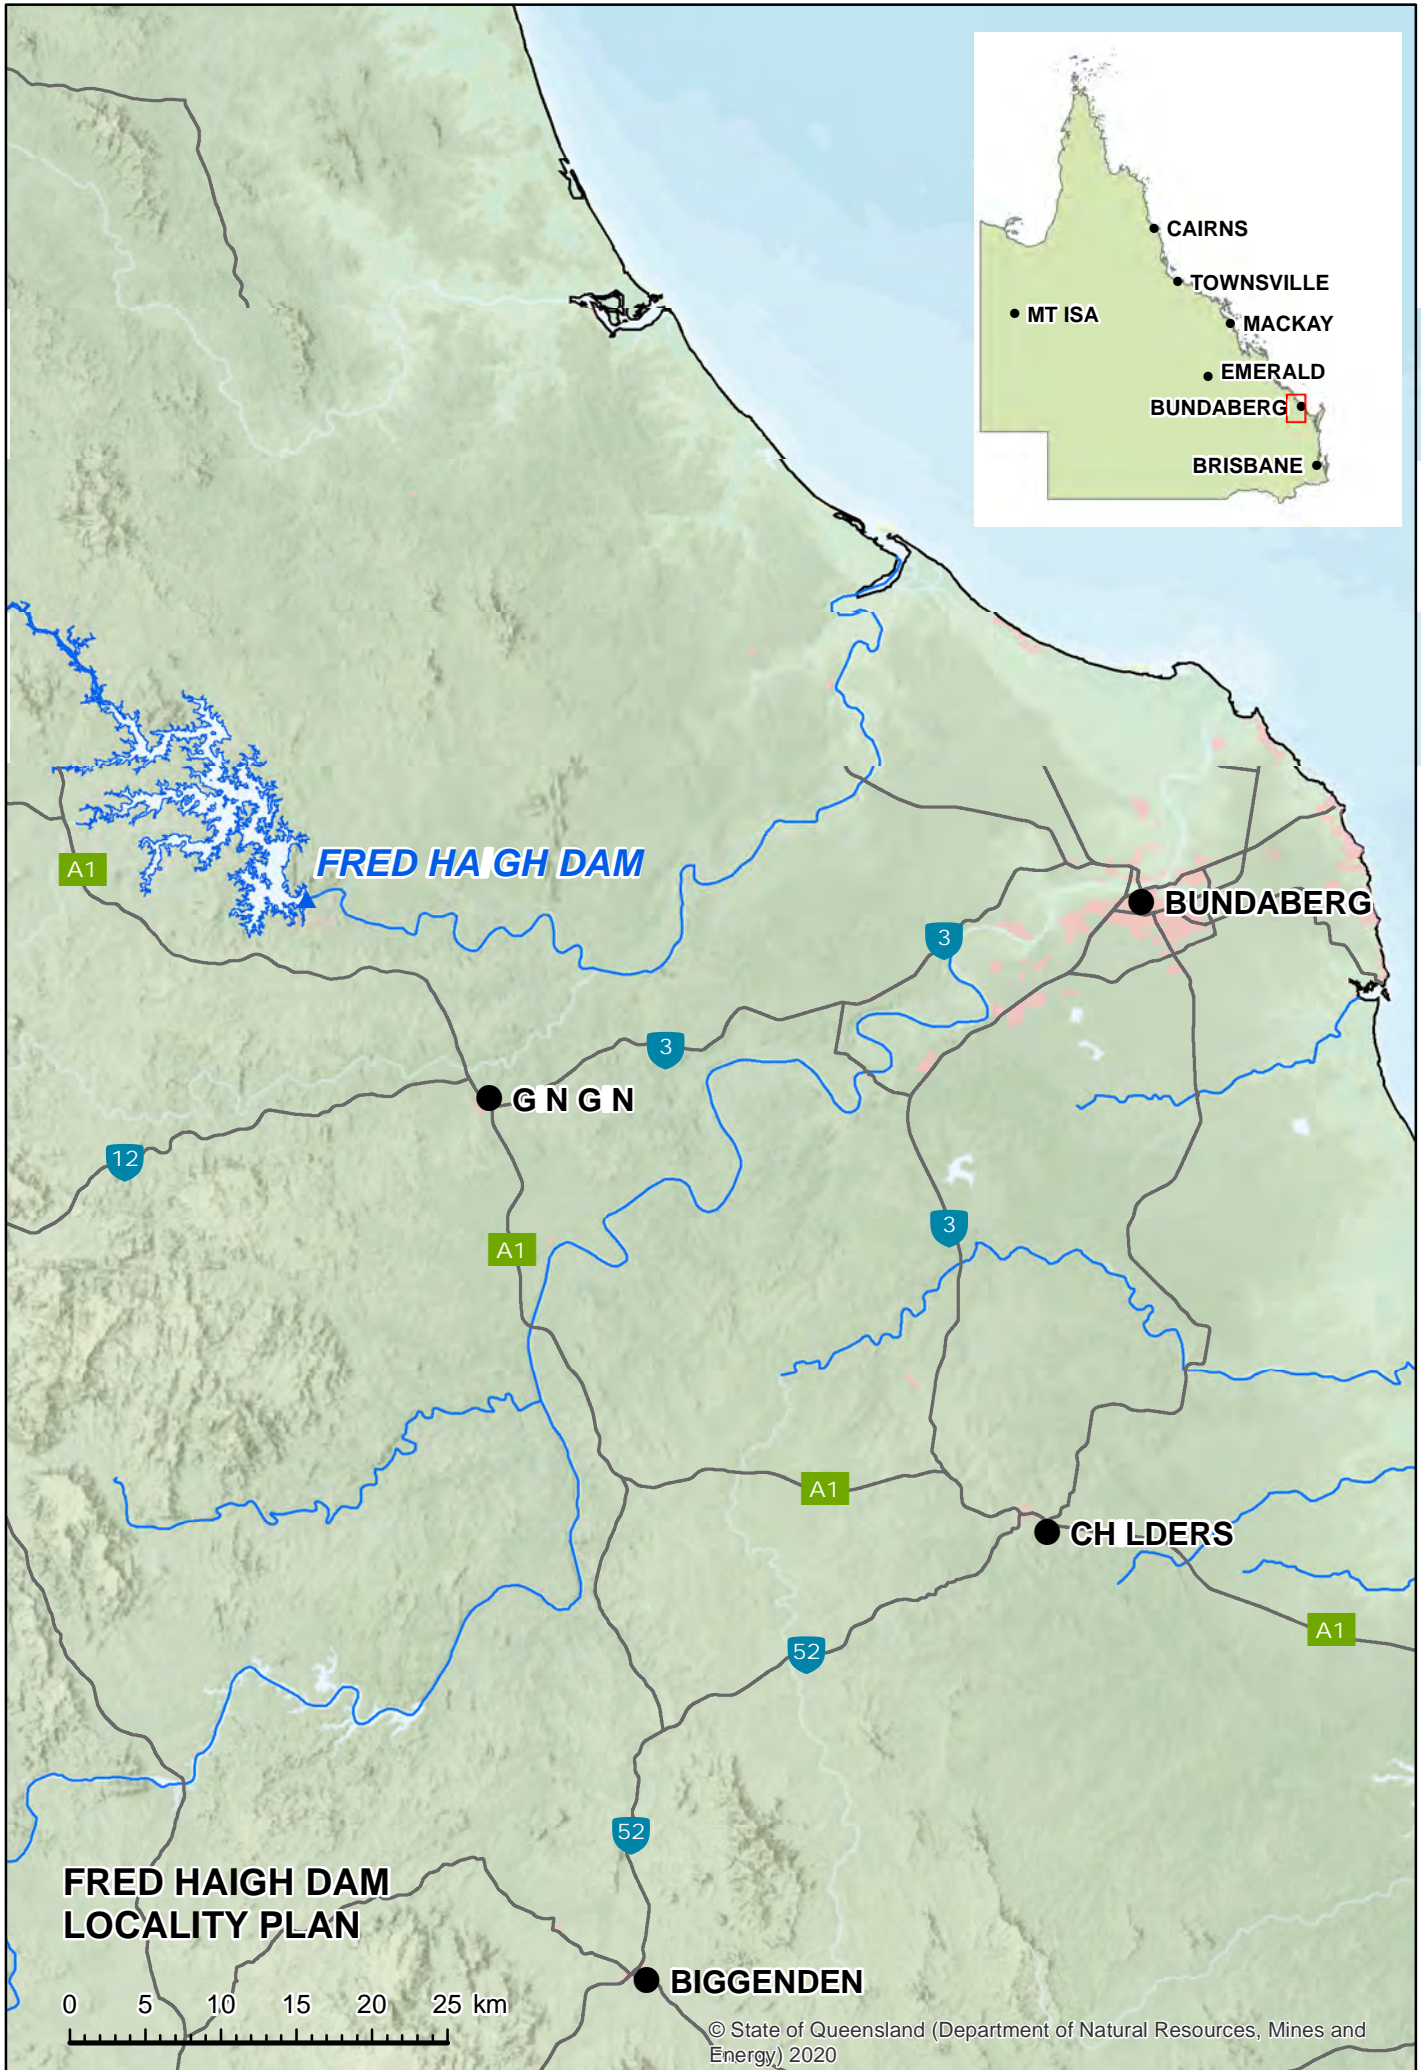 CAIRNS
TOWNSVILLE
MT ISA
MACKAY
EMERALD
BUNDABERG
BRISBANE
A1
FRED HA GH DAM
BUNDABERG
3
3
G N G N
12
3
A1
A1
CH LDERS
A1
52
52
FRED HAIGH DAM
LOCALITY PLAN
BIGGENDEN
0 5 10 15 20 25 km
© State of Queensland (Department of Natural Resources, Mines and
Energy) 2020